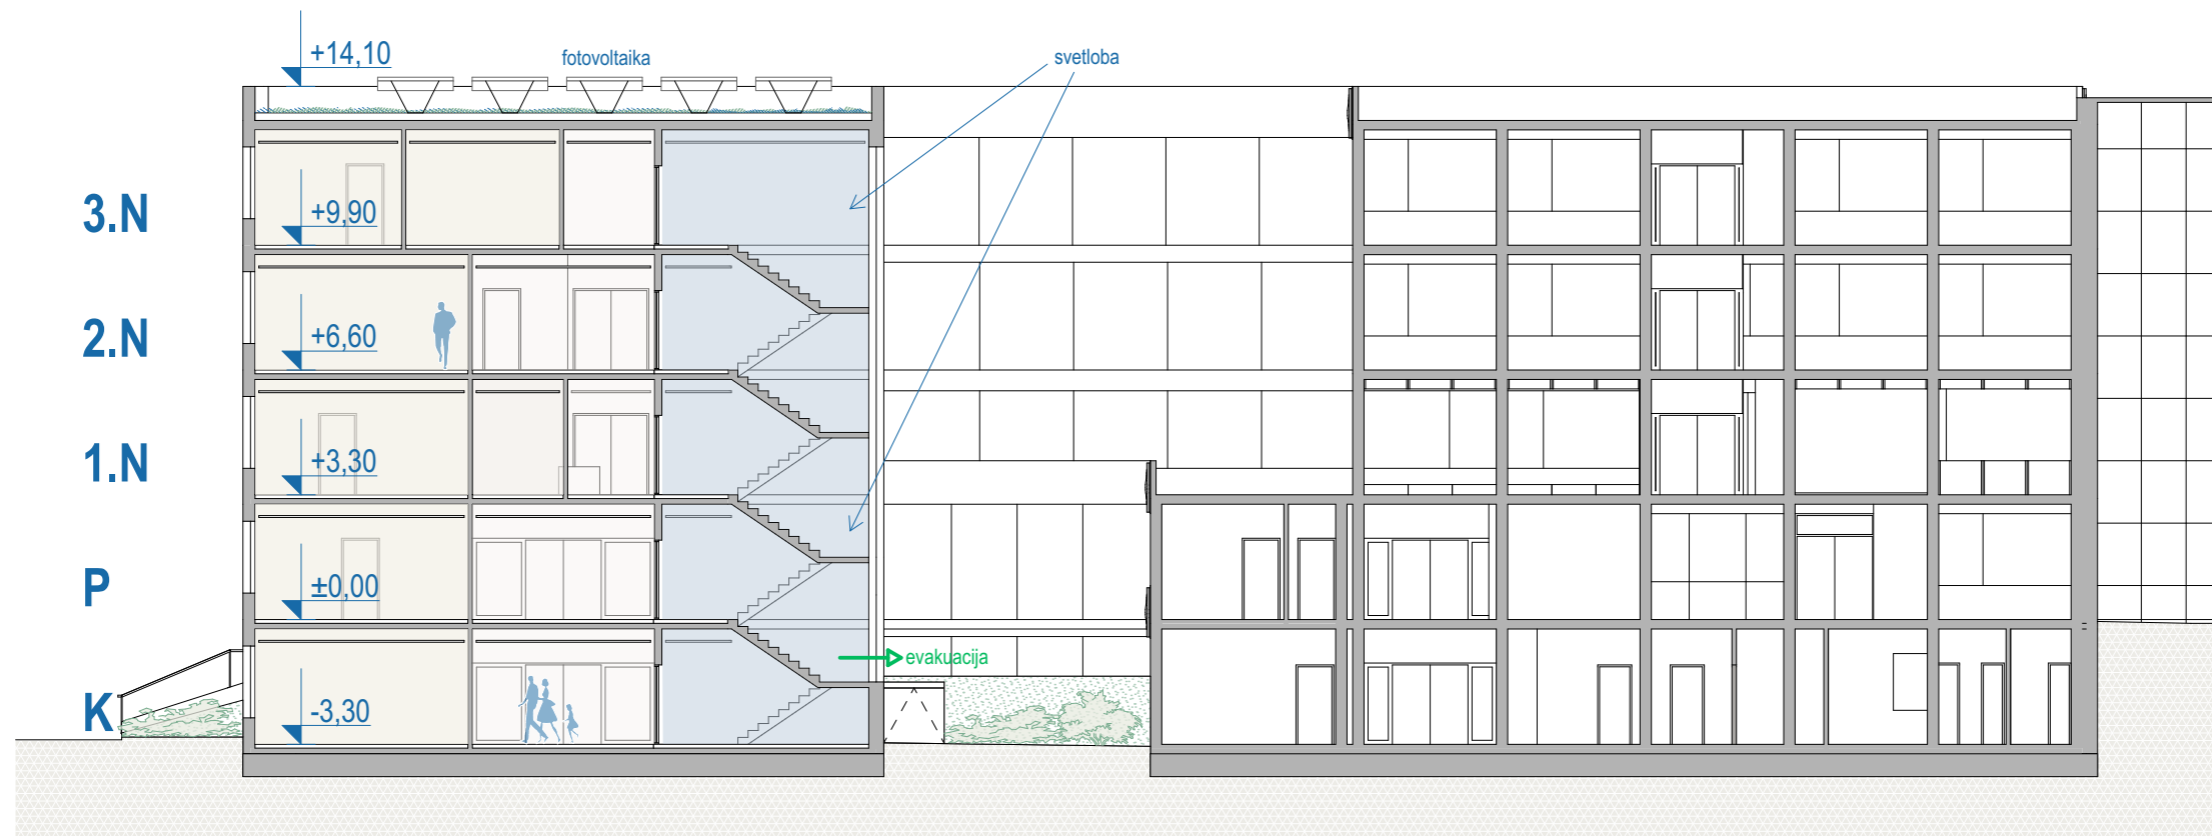 +14,10
fotovoltaika
svetloba
3.N
+9,90
2.N
+6,60
1.N
+3,30
P
±0,00
evakuacija
K
-3,30